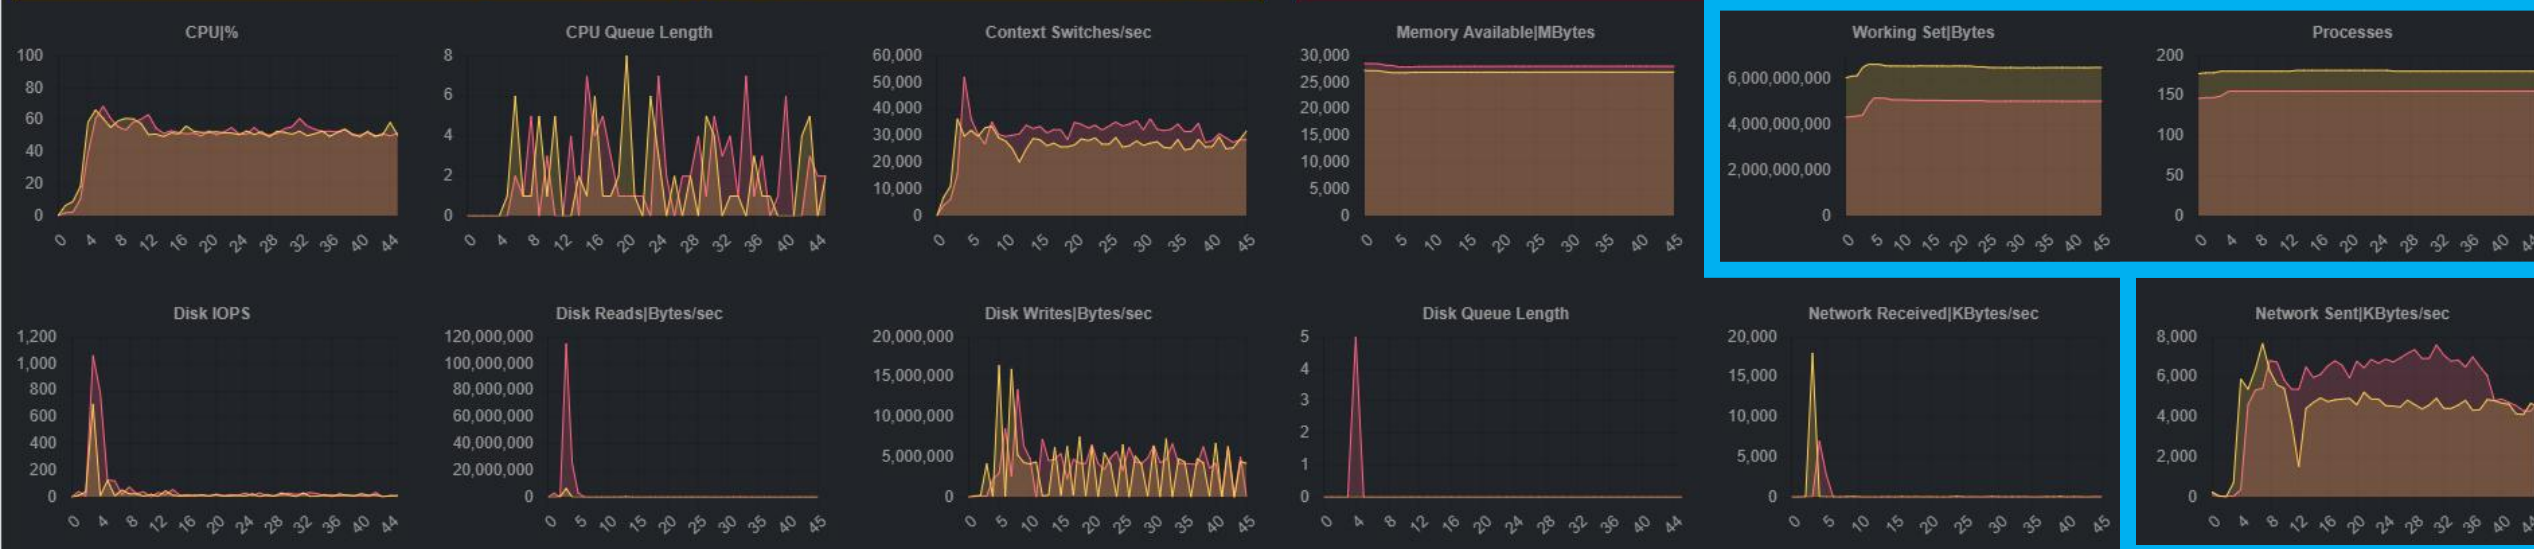 CPU|%
100
80
60
40
20
0
0 4 8 12 16 20 24 28 32 36 40 44
CPU Queue Length
8
6
4
2
0
0 4 8 12 16 20 24 28 32 36 40 44
Context Switches/sec
60,000
50,000
40,000
30,000
20,000
10,000
0
0 5 10 15 20 25 30 35 40 45
Memory Available|MBytes
30,000
25,000
20,000
15,000
10,000
5,000
0
0 5 10 15 20 25 30 35 40 45
Working Set|Bytes
6,000,000,000
4,000,000,000
2,000,000,000
0
0 5 10 15 20 25 30 35 40 45
Processes
200
150
100
50
0
0 4 8 12 16 20 24 28 32 36 40 44
Disk IOPS
1,200
1,000
800
600
400
200
0
0 4 8 12 16 20 24 28 32 36 40 44
Disk Reads|Bytes/sec
120,000,000
100,000,000
80,000,000
60,000,000
40,000,000
20,000,000
0
0 5 10 15 20 25 30 35 40 45
Disk Writes|Bytes/sec
20,000,000
15,000,000
10,000,000
5,000,000
0
0 5 10 15 20 25 30 35 40 45
Disk Queue Length
5
4
3
2
1
0
0 4 8 12 16 20 24 28 32 36 40 44
Network Received|KBytes/sec
20,000
15,000
10,000
5,000
0
0 5 10 15 20 25 30 35 40 45
Network Sent|KBytes/sec
8,000
6,000
4,000
2,000
0
0 4 8 12 16 20 24 28 32 36 40 44